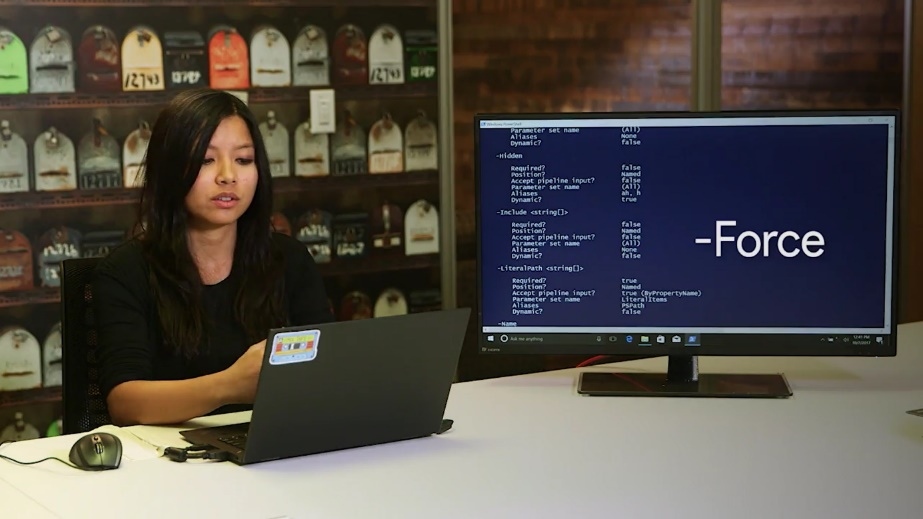 12743
Windows PowerShell
Parameter set name (All)
Aliases None
Dynamic? false
-Hidden
Required? false
Position? Named
Accept pipeline input? false
Parameter set name (All)
Aliases ah, h
Dynamic? true
-Include <string[]>
Required? false
Position? Named
Accept pipeline input? false
Parameter set name (All)
Aliases None
Dynamic? false
-LiteralPath <string[]>
Required? true
Position? Named
Accept pipeline input? true (ByPropertyName)
Parameter set name LiteralItems
Aliases PSPath
Dynamic? false
-Name
-Force
Ask me anything